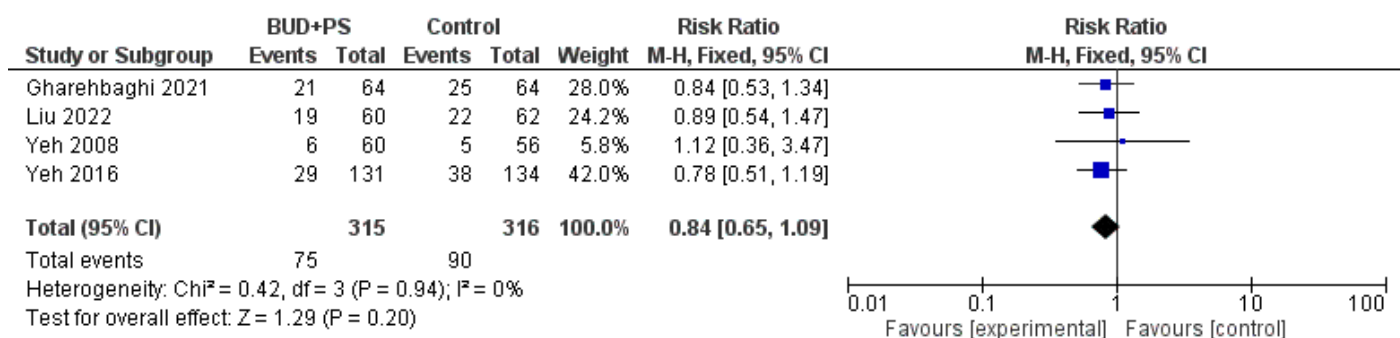 BUD+PS Control Risk Ratio Risk Ratio
Study or Subgroup Events Total Events Total Weight M-H, Fixed, 95% CI M-H, Fixed, 95% CI
Gharehbaghi 2021 21 64 25 64 28.0% 0.84 [0.53, 1.34]
Liu 2022 19 60 22 62 24.2% 0.89 [0.54, 1.47]
Yeh 2008 6 60 5 56 5.8% 1.12 [0.36, 3.47]
Yeh 2016 29 131 38 134 42.0% 0.78 [0.51, 1.19]
Total (95% CI) 315 316 100.0% 0.84 [0.65, 1.09]
Total events 75 90
Heterogeneity: Chi² = 0.42, df = 3 (P = 0.94); I² = 0%
Test for overall effect: Z = 1.29 (P = 0.20)
0.01 0.1 1 10 100
Favours [experimental] Favours [control]